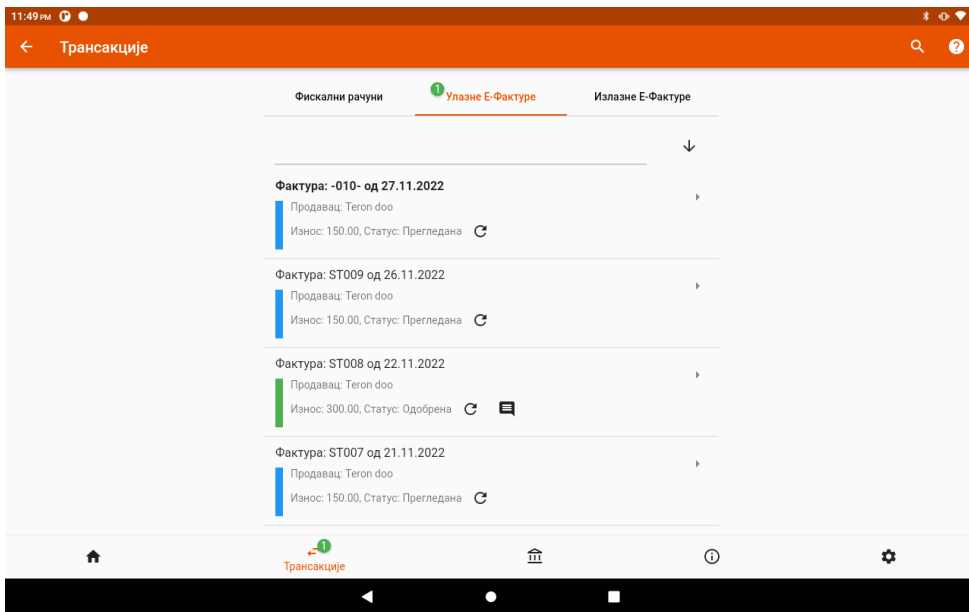 11:49 PM
Трансакције
Фискални рачуни
1 Улазне Е-Фактуре
Излазне Е-Фактуре
Фактура: -010- од 27.11.2022
Продавац: Teron doo
Износ: 150.00, Статус: Прегледана
Фактура: ST009 од 26.11.2022
Продавац: Teron doo
Износ: 150.00, Статус: Прегледана
Фактура: ST008 од 22.11.2022
Продавац: Teron doo
Износ: 300.00, Статус: Одобрена
Фактура: ST007 од 21.11.2022
Продавац: Teron doo
Износ: 150.00, Статус: Прегледана
1
Трансакције